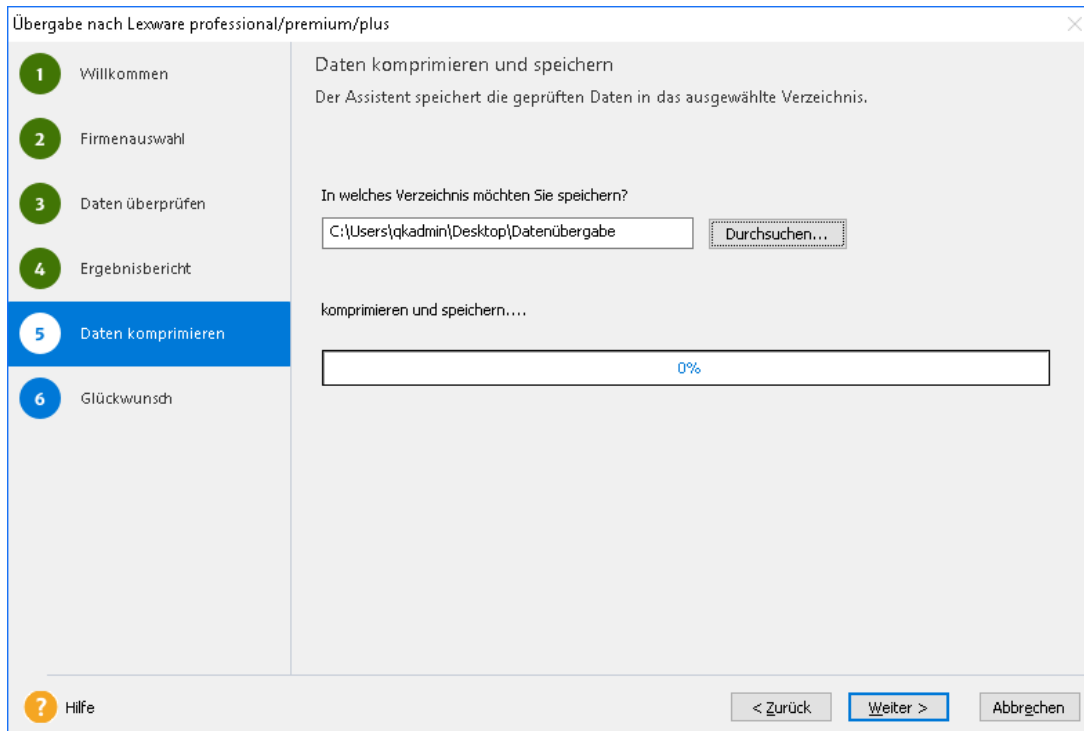 Übergabe nach Lexware professional/premium/plus
1 Willkommen
2 Firmenauswahl
3 Daten überprüfen
4 Ergebnisbericht
5 Daten komprimieren
6 Glückwunsch
Daten komprimieren und speichern
Der Assistent speichert die geprüften Daten in das ausgewählte Verzeichnis.
In welches Verzeichnis möchten Sie speichern?
C:\Users\qkadmin\Desktop\Datenübergabe
Durchsuchen...
komprimieren und speichern....
0%
? Hilfe
< Zurück
Weiter >
Abbrechen